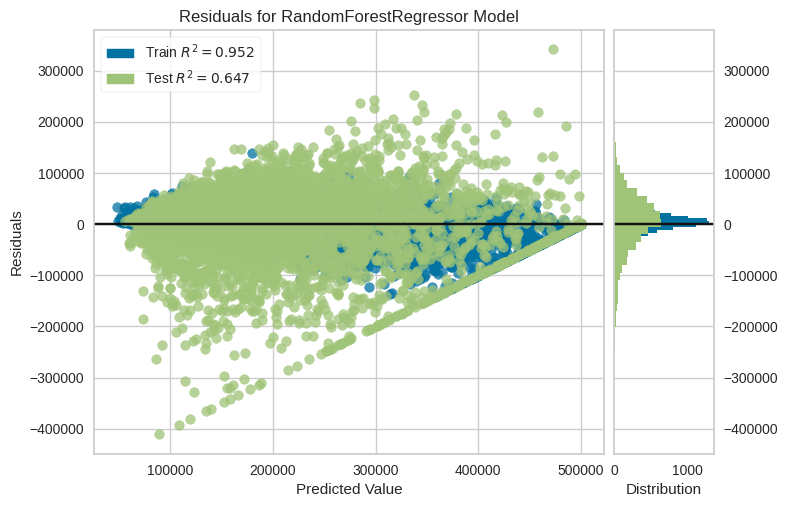 Residuals for RandomForestRegressor Model
Train R² = 0.952
Test R² = 0.647
Residuals
300000
200000
100000
0
−100000
−200000
−300000
−400000
100000 200000 300000 400000 500000
Predicted Value
300000
200000
100000
0
−100000
−200000
−300000
−400000
0 1000
Distribution